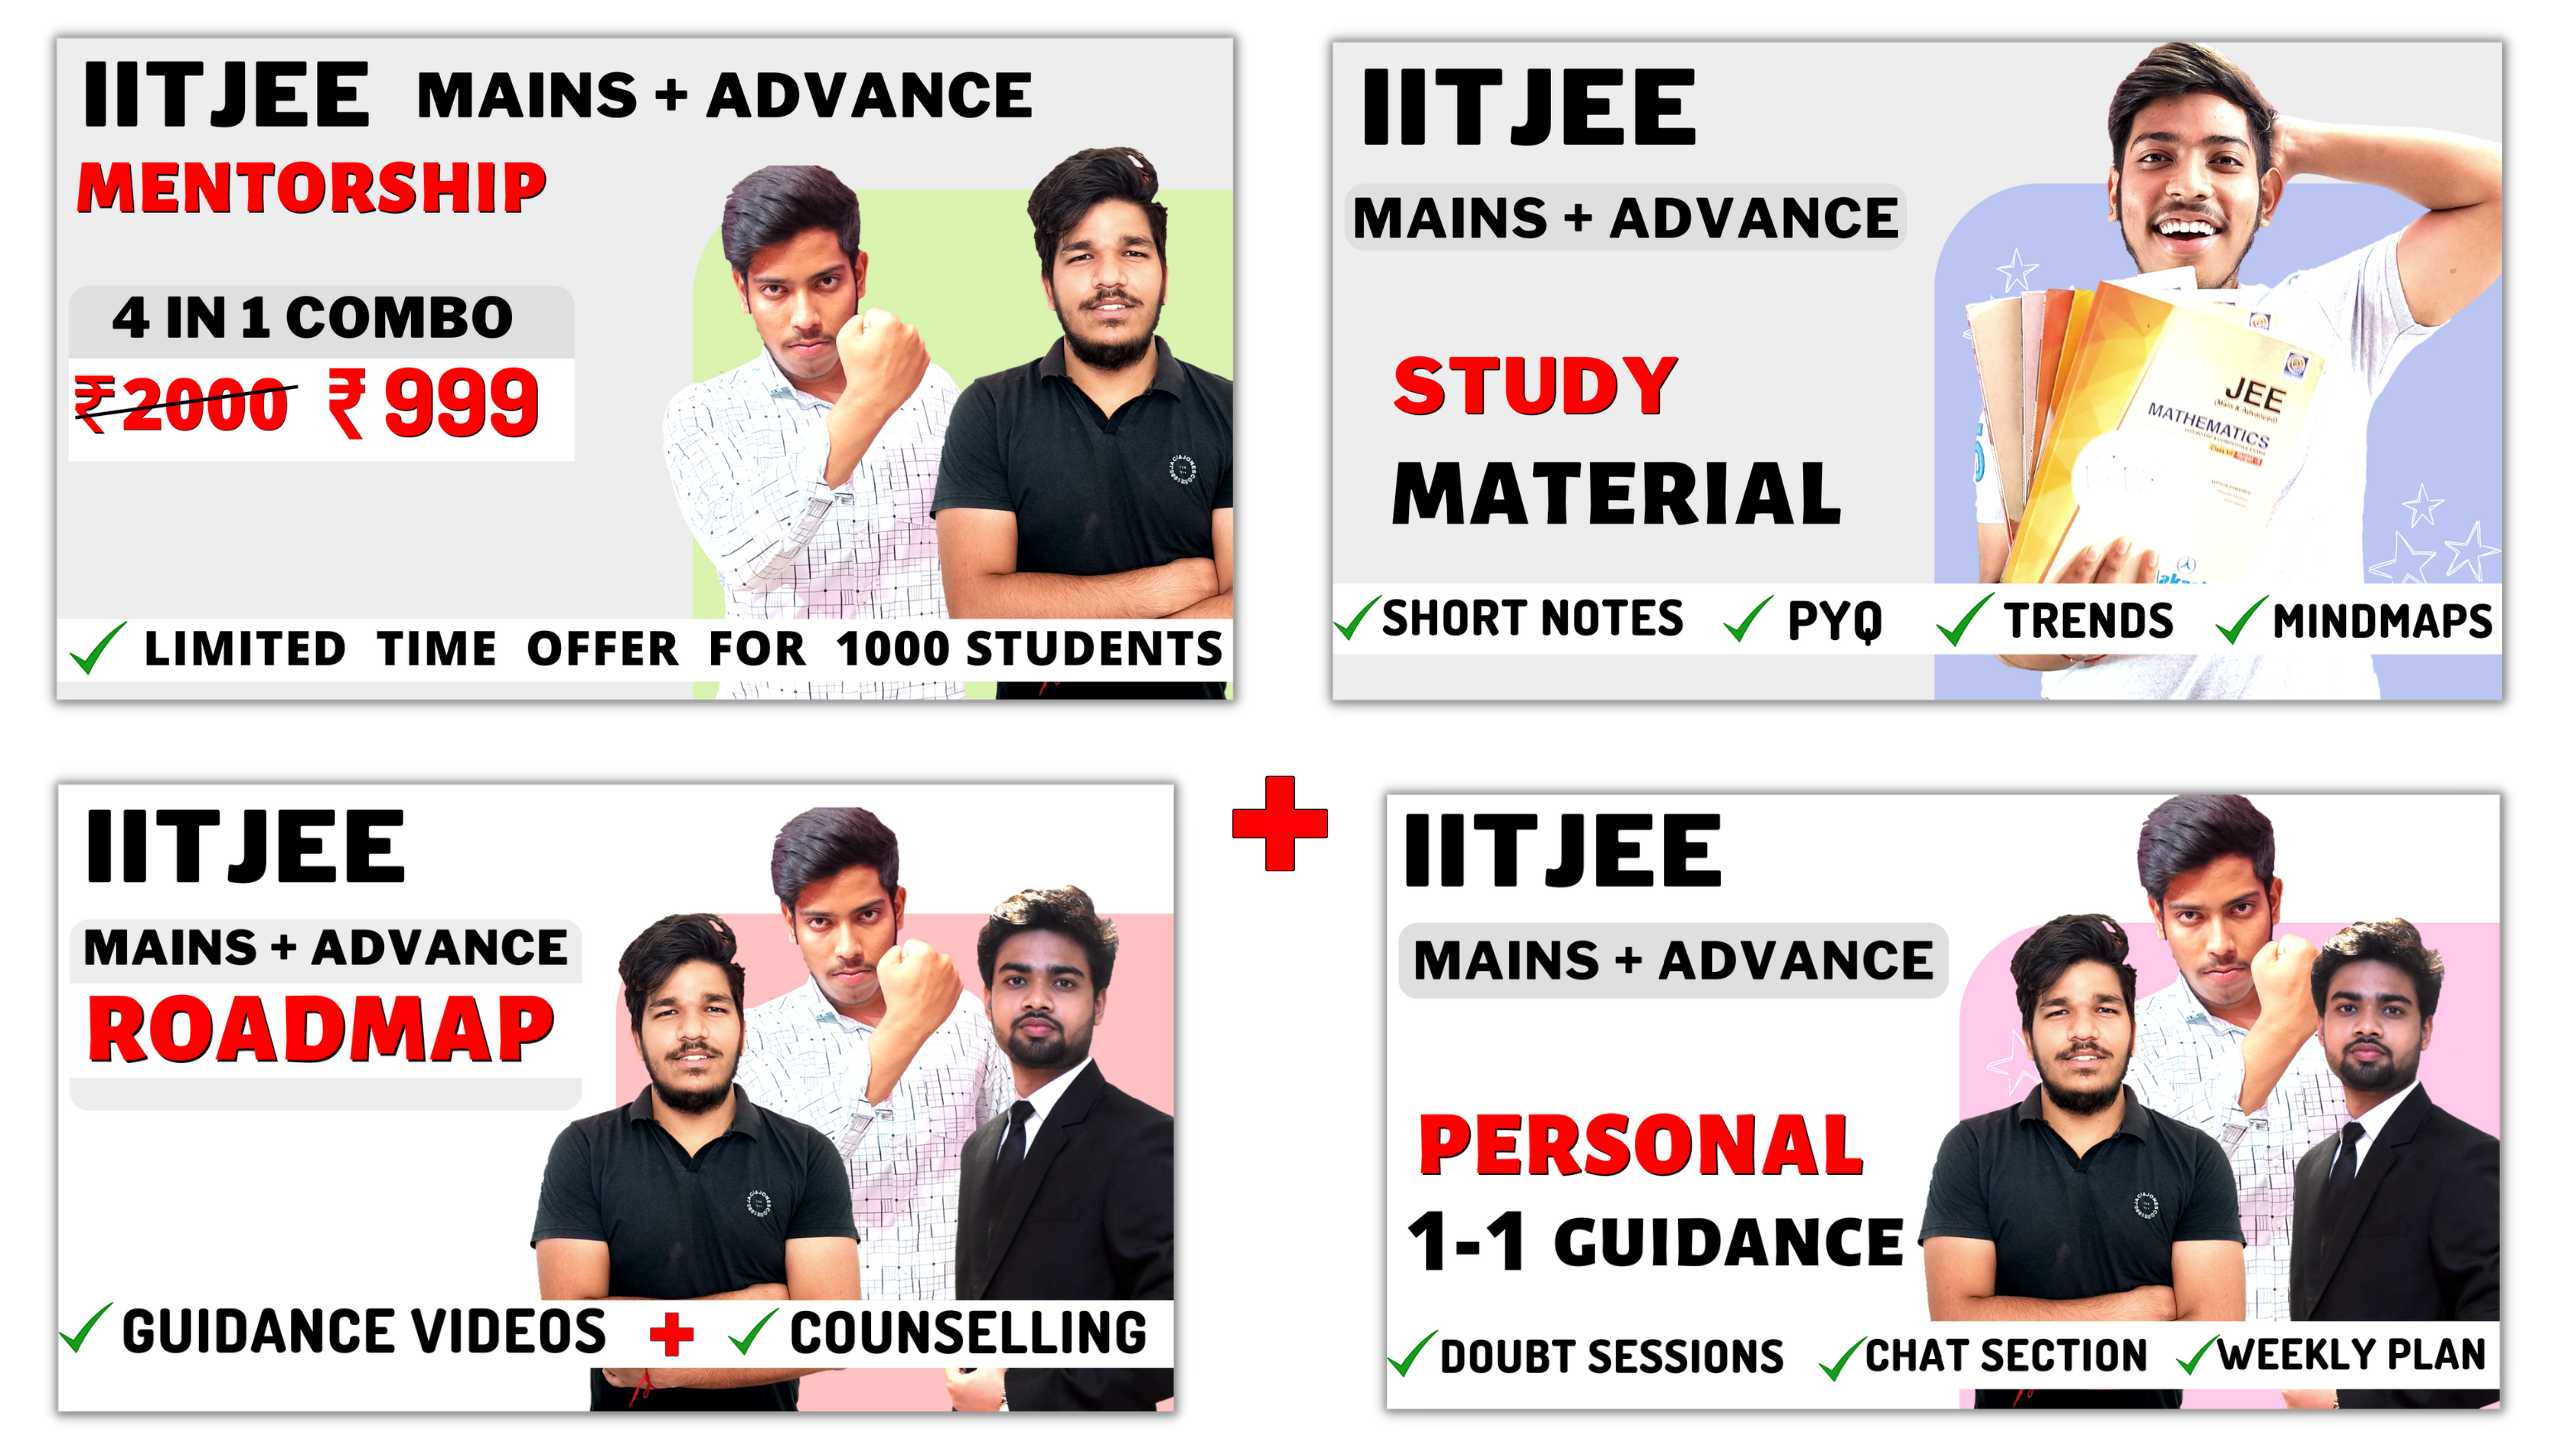 IITJEE MAINS + ADVANCE
MENTORSHIP
4 IN 1 COMBO
₹2000 ₹999
LIMITED TIME OFFER FOR 1000 STUDENTS
IITJEE
MAINS + ADVANCE
STUDY
MATERIAL
JEE
(Main & Advanced)
MATHEMATICS
SHORT NOTES PYQ TRENDS MINDMAPS
IITJEE
MAINS + ADVANCE
ROADMAP
GUIDANCE VIDEOS + COUNSELLING
+
IITJEE
MAINS + ADVANCE
PERSONAL
1-1 GUIDANCE
DOUBT SESSIONS CHAT SECTION WEEKLY PLAN